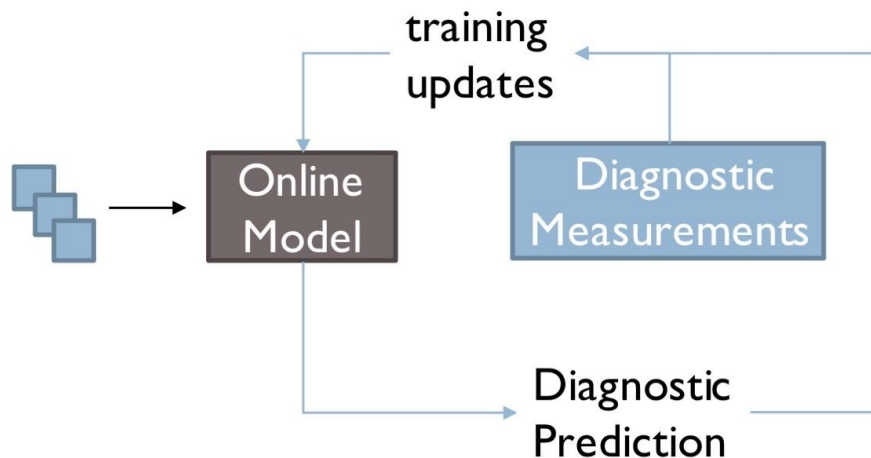 training
updates
Online
Model
Diagnostic
Measurements
Diagnostic
Prediction